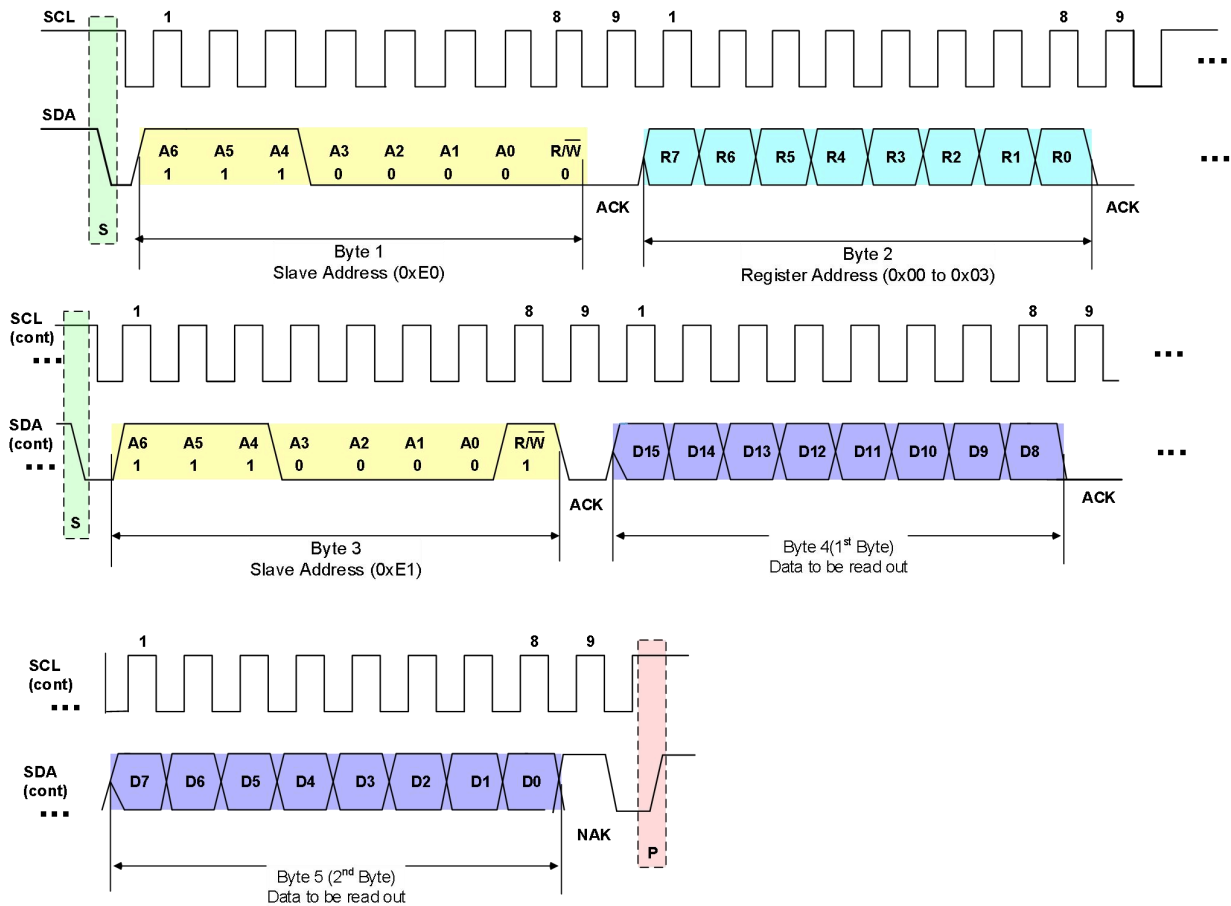 SCL 1 8 9 1 8 9
...
SDA
A6 A5 A4 A3 A2 A1 A0 R/W̅ R7 R6 R5 R4 R3 R2 R1 R0
1 1 1 0 0 0 0 0
...
ACK ACK
S
Byte 1 Byte 2
Slave Address (0xE0) Register Address (0x00 to 0x03)
1 8 9 1 8 9
SCL
(cont)
... ...
SDA
(cont)
A6 A5 A4 A3 A2 A1 A0 R/W̅ D15 D14 D13 D12 D11 D10 D9 D8
1 1 1 0 0 0 0 1
... ...
ACK ACK
S
Byte 3 Byte 4(1st Byte)
Slave Address (0xE1) Data to be read out
1 8 9
SCL
(cont)
...
SDA
(cont)
D7 D6 D5 D4 D3 D2 D1 D0
...
NAK
P
Byte 5 (2nd Byte)
Data to be read out